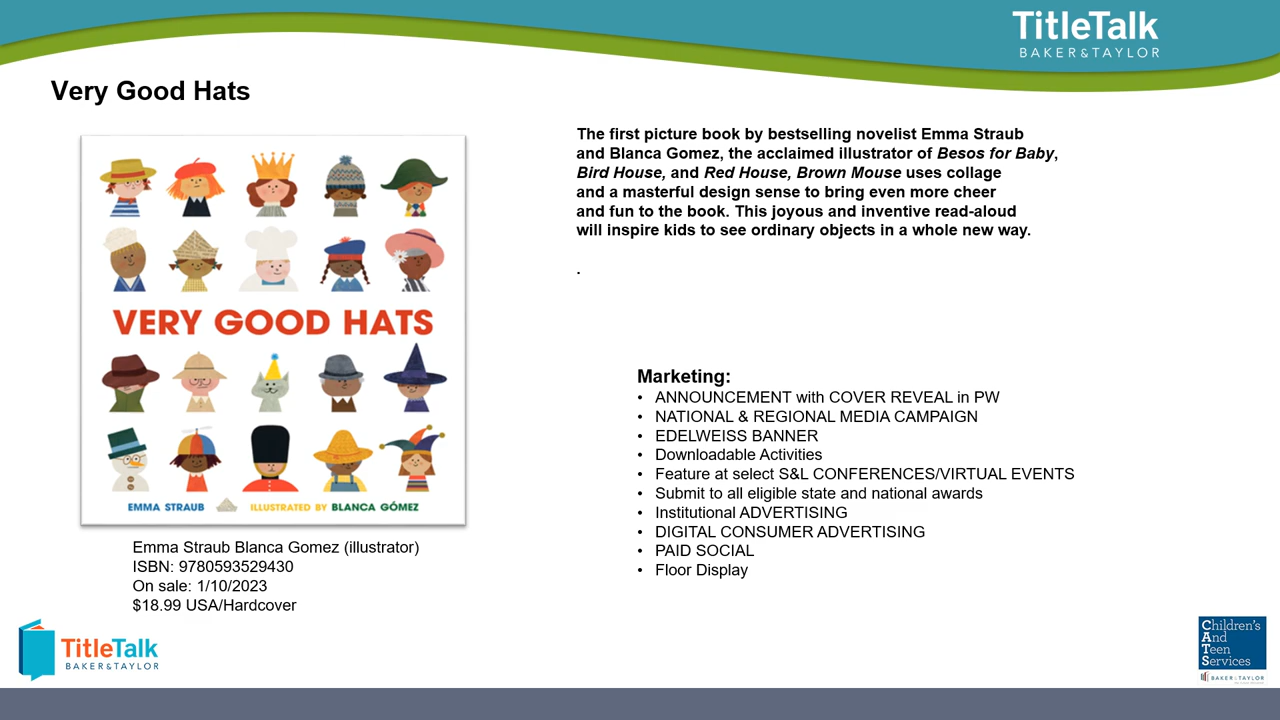 TitleTalk
BAKER & TAYLOR
Very Good Hats
VERY GOOD HATS
EMMA STRAUB ILLUSTRATED BY BLANCA GÓMEZ
Emma Straub Blanca Gomez (illustrator)
ISBN: 9780593529430
On sale: 1/10/2023
$18.99 USA/Hardcover
The first picture book by bestselling novelist Emma Straub
and Blanca Gomez, the acclaimed illustrator of Besos for Baby,
Bird House, and Red House, Brown Mouse uses collage
and a masterful design sense to bring even more cheer
and fun to the book. This joyous and inventive read-aloud
will inspire kids to see ordinary objects in a whole new way.
.
Marketing:
• ANNOUNCEMENT with COVER REVEAL in PW
• NATIONAL & REGIONAL MEDIA CAMPAIGN
• EDELWEISS BANNER
• Downloadable Activities
• Feature at select S&L CONFERENCES/VIRTUAL EVENTS
• Submit to all eligible state and national awards
• Institutional ADVERTISING
• DIGITAL CONSUMER ADVERTISING
• PAID SOCIAL
• Floor Display
TitleTalk
BAKER & TAYLOR
Children's
And
Teen
Services
BAKER & TAYLOR